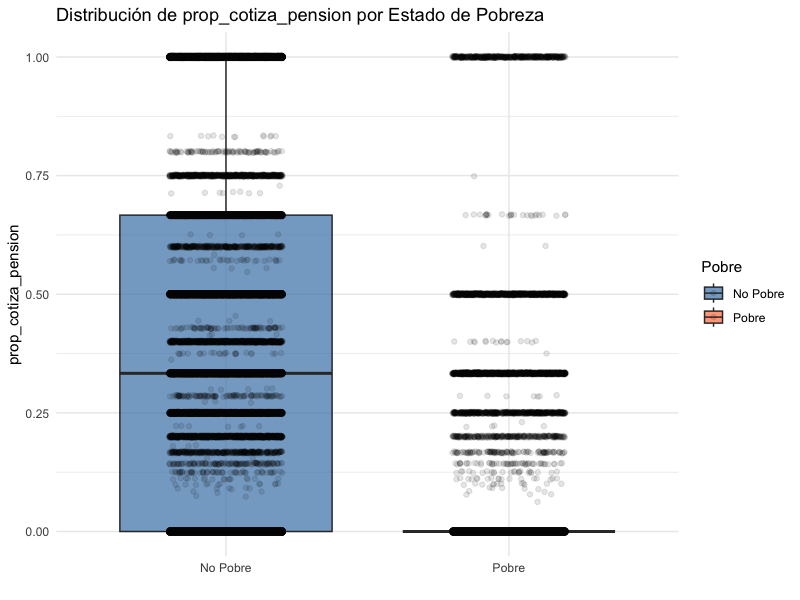 Distribución de prop_cotiza_pension por Estado de Pobreza
prop_cotiza_pension
1.00
0.75
0.50
0.25
0.00
No Pobre
Pobre
Pobre
No Pobre
Pobre